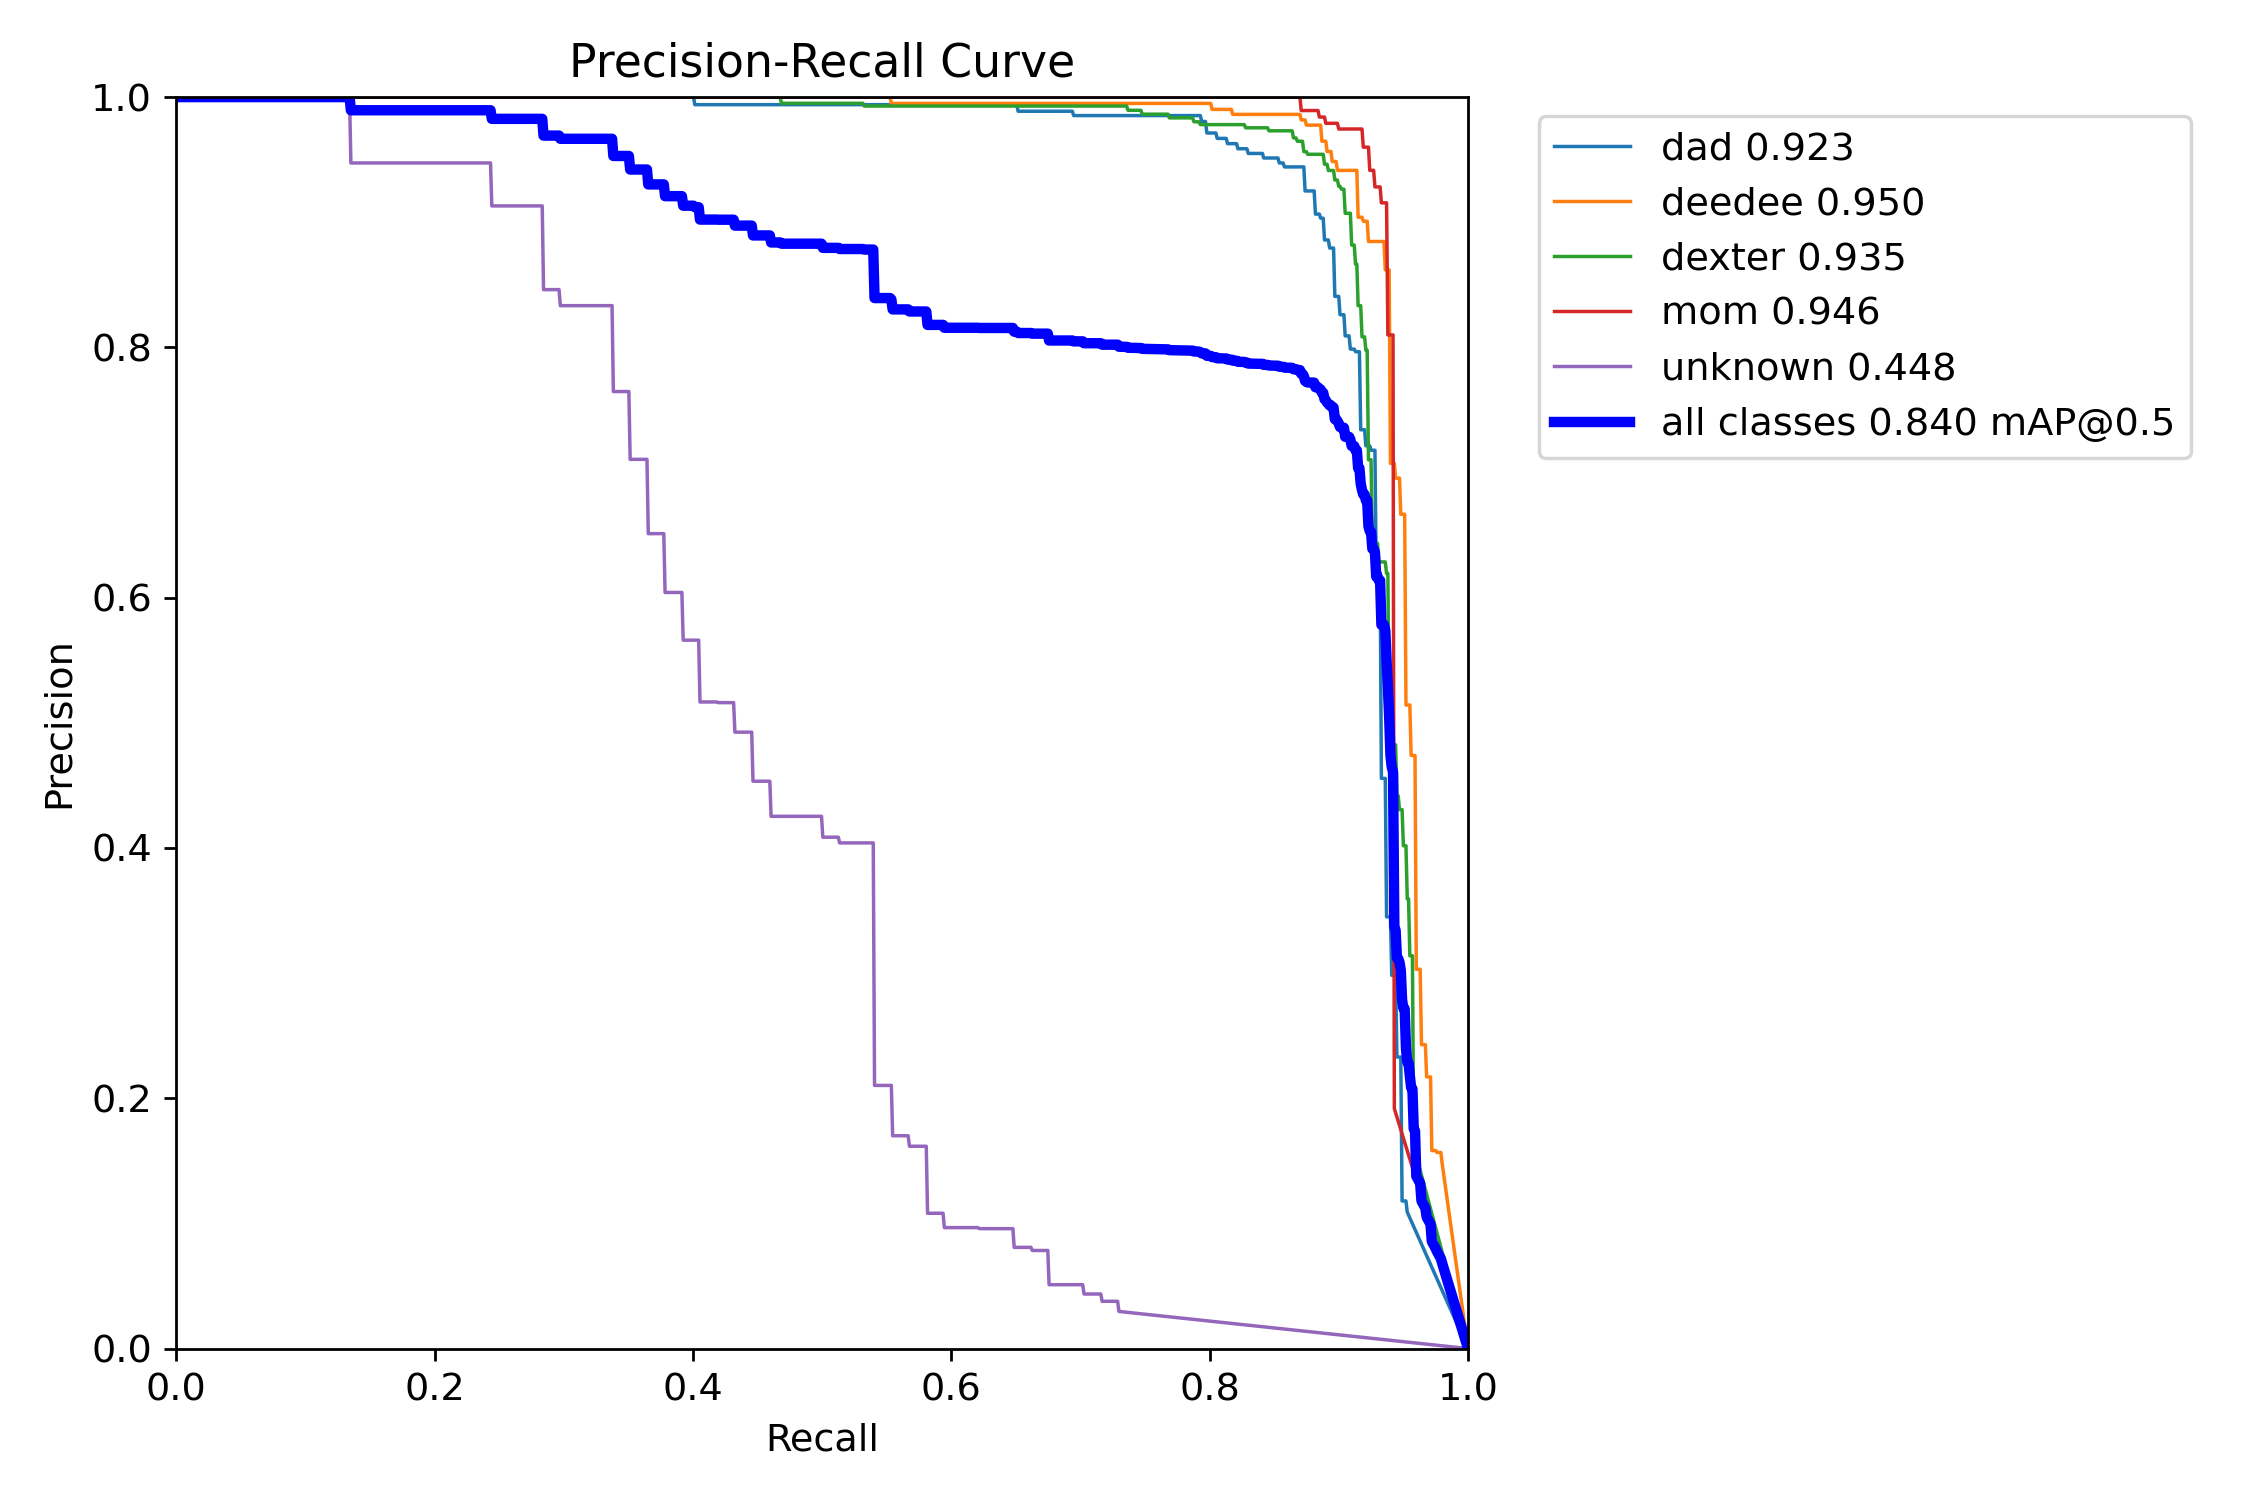 Precision-Recall Curve
1.0
0.8
0.6
0.4
0.2
0.0
Precision
0.0 0.2 0.4 0.6 0.8 1.0
Recall
dad 0.923
deedee 0.950
dexter 0.935
mom 0.946
unknown 0.448
all classes 0.840 mAP@0.5